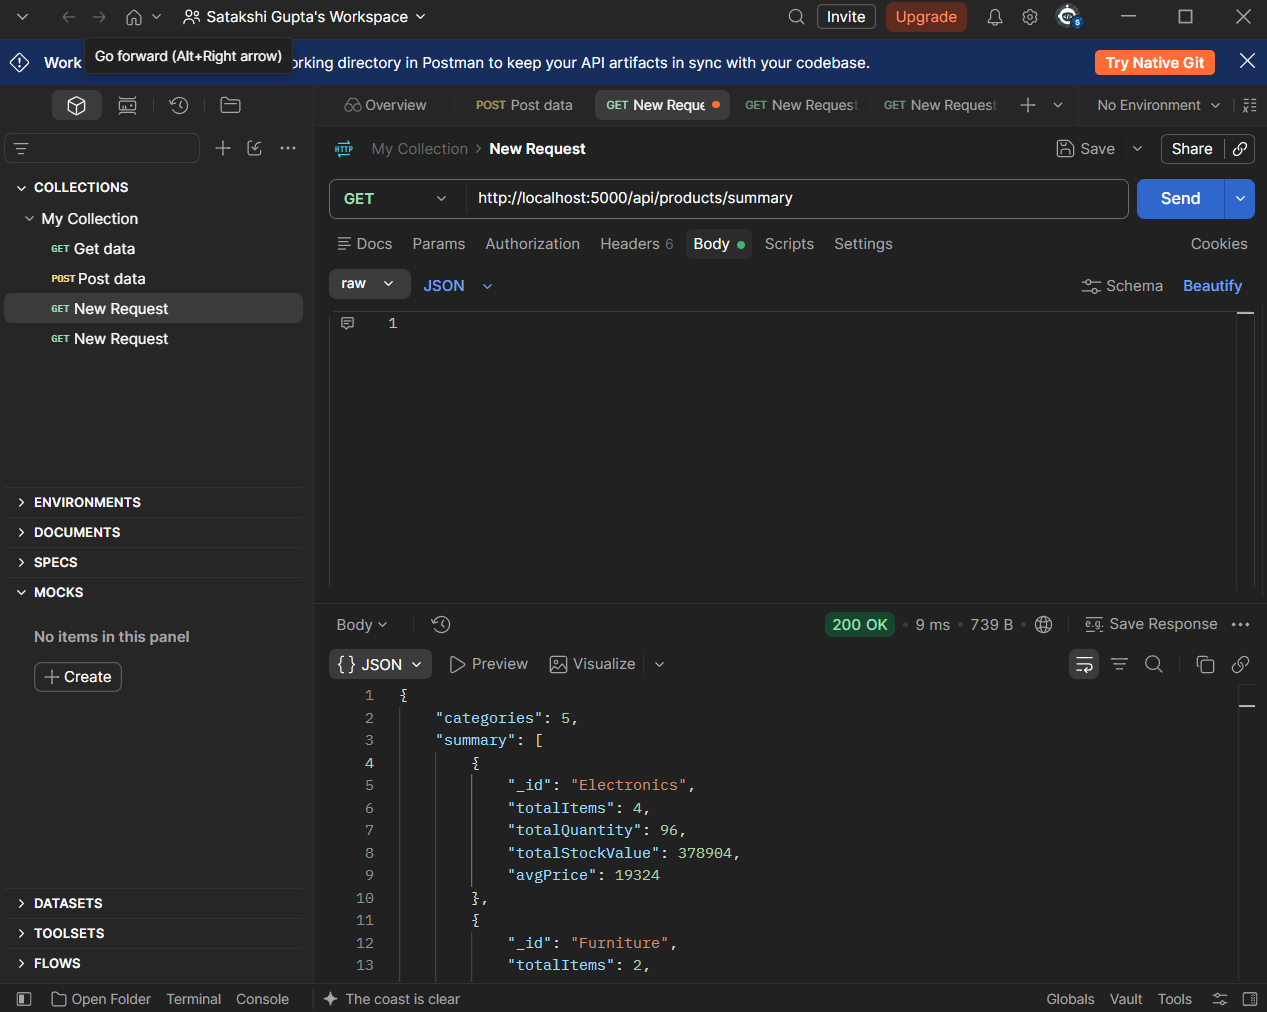 Satakshi Gupta's Workspace
Invite
Upgrade
Work
Go forward (Alt+Right arrow)
orking directory in Postman to keep your API artifacts in sync with your codebase.
Try Native Git
Overview
POST Post data
GET New Reque
GET New Request
GET New Request
No Environment
HTTP
My Collection > New Request
Save
Share
COLLECTIONS
My Collection
GET Get data
POST Post data
GET New Request
GET New Request
ENVIRONMENTS
DOCUMENTS
SPECS
MOCKS
No items in this panel
+ Create
DATASETS
TOOLSETS
FLOWS
GET
http://localhost:5000/api/products/summary
Send
Docs Params Authorization Headers 6 Body Scripts Settings
Cookies
raw
JSON
Schema
Beautify
1
Body
200 OK • 9 ms • 739 B
e.g. Save Response
{} JSON
Preview
Visualize
1 {
2 "categories": 5,
3 "summary": [
4 {
5 "_id": "Electronics",
6 "totalItems": 4,
7 "totalQuantity": 96,
8 "totalStockValue": 378904,
9 "avgPrice": 19324
10 },
11 {
12 "_id": "Furniture",
13 "totalItems": 2,
Open Folder Terminal Console
The coast is clear
Globals Vault Tools